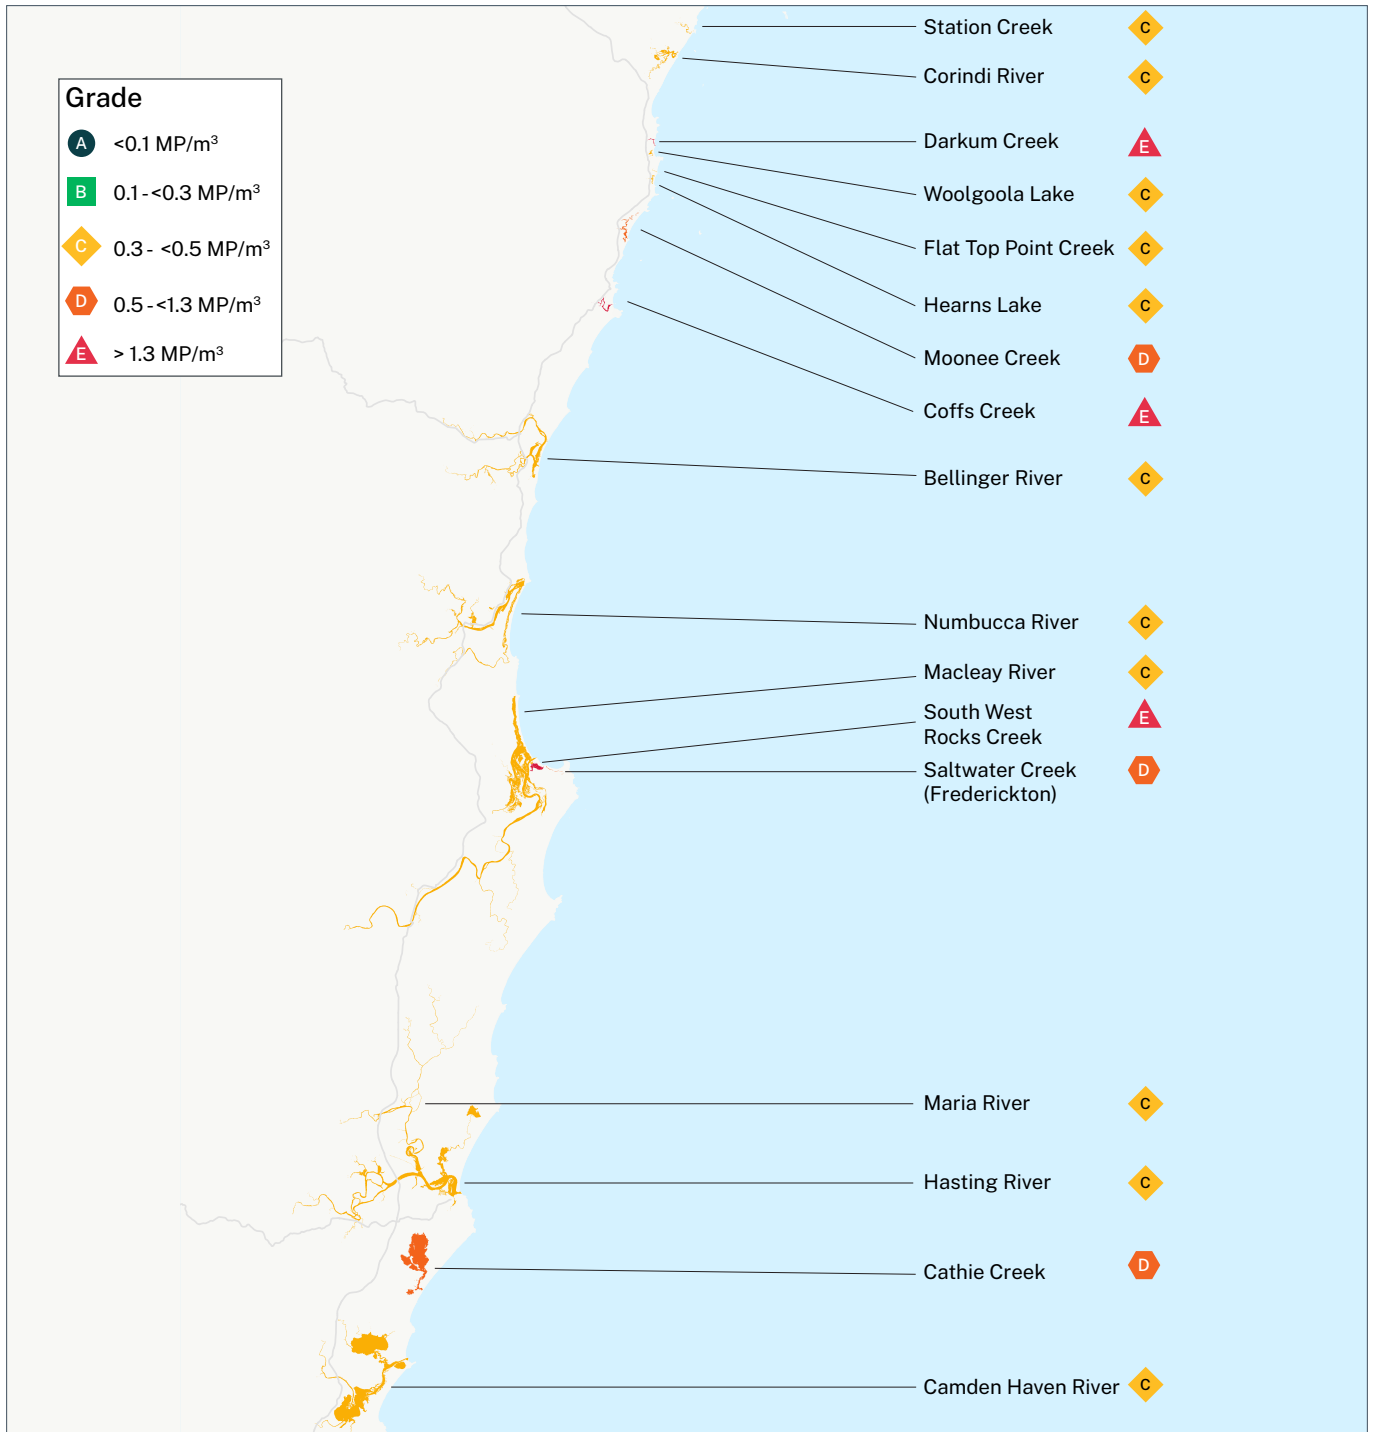 Grade
A <0.1 MP/m³
B 0.1 - <0.3 MP/m³
C 0.3 - <0.5 MP/m³
D 0.5 - <1.3 MP/m³
E > 1.3 MP/m³
Station Creek C
Corindi River C
Darkum Creek E
Woolgoola Lake C
Flat Top Point Creek C
Hearns Lake C
Moonee Creek D
Coffs Creek E
Bellinger River C
Numbucca River C
Macleay River C
South West E
Rocks Creek
Saltwater Creek D
(Frederickton)
Maria River C
Hasting River C
Cathie Creek D
Camden Haven River C